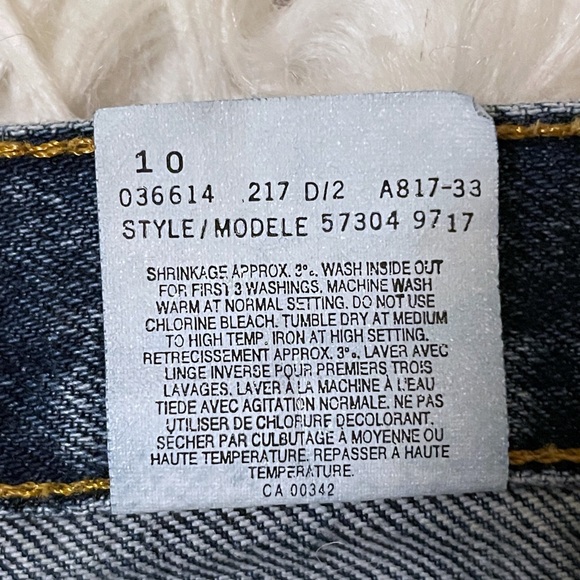 10
036614 .217 D/2 A817-33
STYLE/MODELE 57304 9717
SHRINKAGE APPROX. 3%. WASH INSIDE OUT
FOR FIRST 3 WASHINGS. MACHINE WASH
WARM AT NORMAL SETTING. DO NOT USE
CHLORINE BLEACH. TUMBLE DRY AT MEDIUM
TO HIGH TEMP. IRON AT HIGH SETTING.
RETRECISSEMENT APPROX. 3%. LAVER AVEC
LINGE INVERSE POUR PREMIERS TROIS
LAVAGES. LAVER À LA MACHINE À L'EAU
TIEDE AVEC AGITATION NORMALE. NE PAS
UTILISER DE CHLORURE DECOLORANT.
SÉCHER PAR CULBUTAGE À MOYENNE OU
HAUTE TEMPERATURE. REPASSER A HAUTE
TEMPÉRATURE.
CA 00342